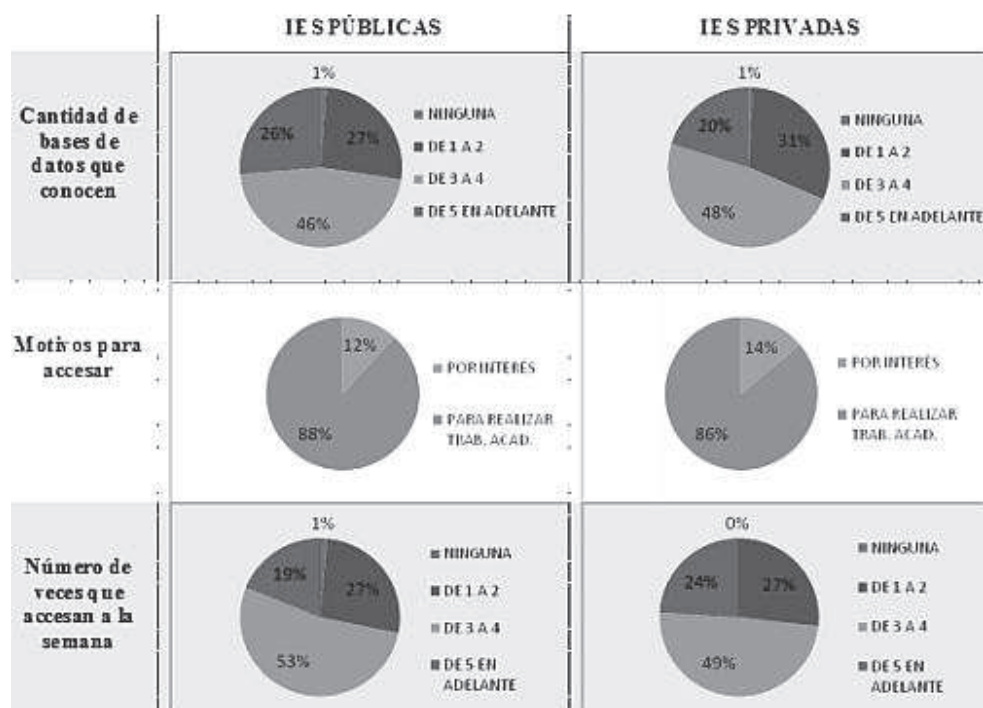 IES PÚBLICAS
IES PRIVADAS
Cantidad de
bases de
datos que
conocen
1%
26%
27%
46%
NINGUNA
DE 1 A 2
DE 3 A 4
DE 5 EN ADELANTE
1%
20%
31%
48%
NINGUNA
DE 1 A 2
DE 3 A 4
DE 5 EN ADELANTE
Motivos para
accesar
12%
88%
POR INTERÉS
PARA REALIZAR
TRAB. ACAD.
14%
86%
POR INTERÉS
PARA REALIZAR
TRAB. ACAD.
Número de
veces que
accesan a la
semana
1%
19%
27%
53%
NINGUNA
DE 1 A 2
DE 3 A 4
DE 5 EN
ADELANTE
0%
24%
27%
49%
NINGUNA
DE 1 A 2
DE 3 A 4
DE 5 EN
ADELANTE